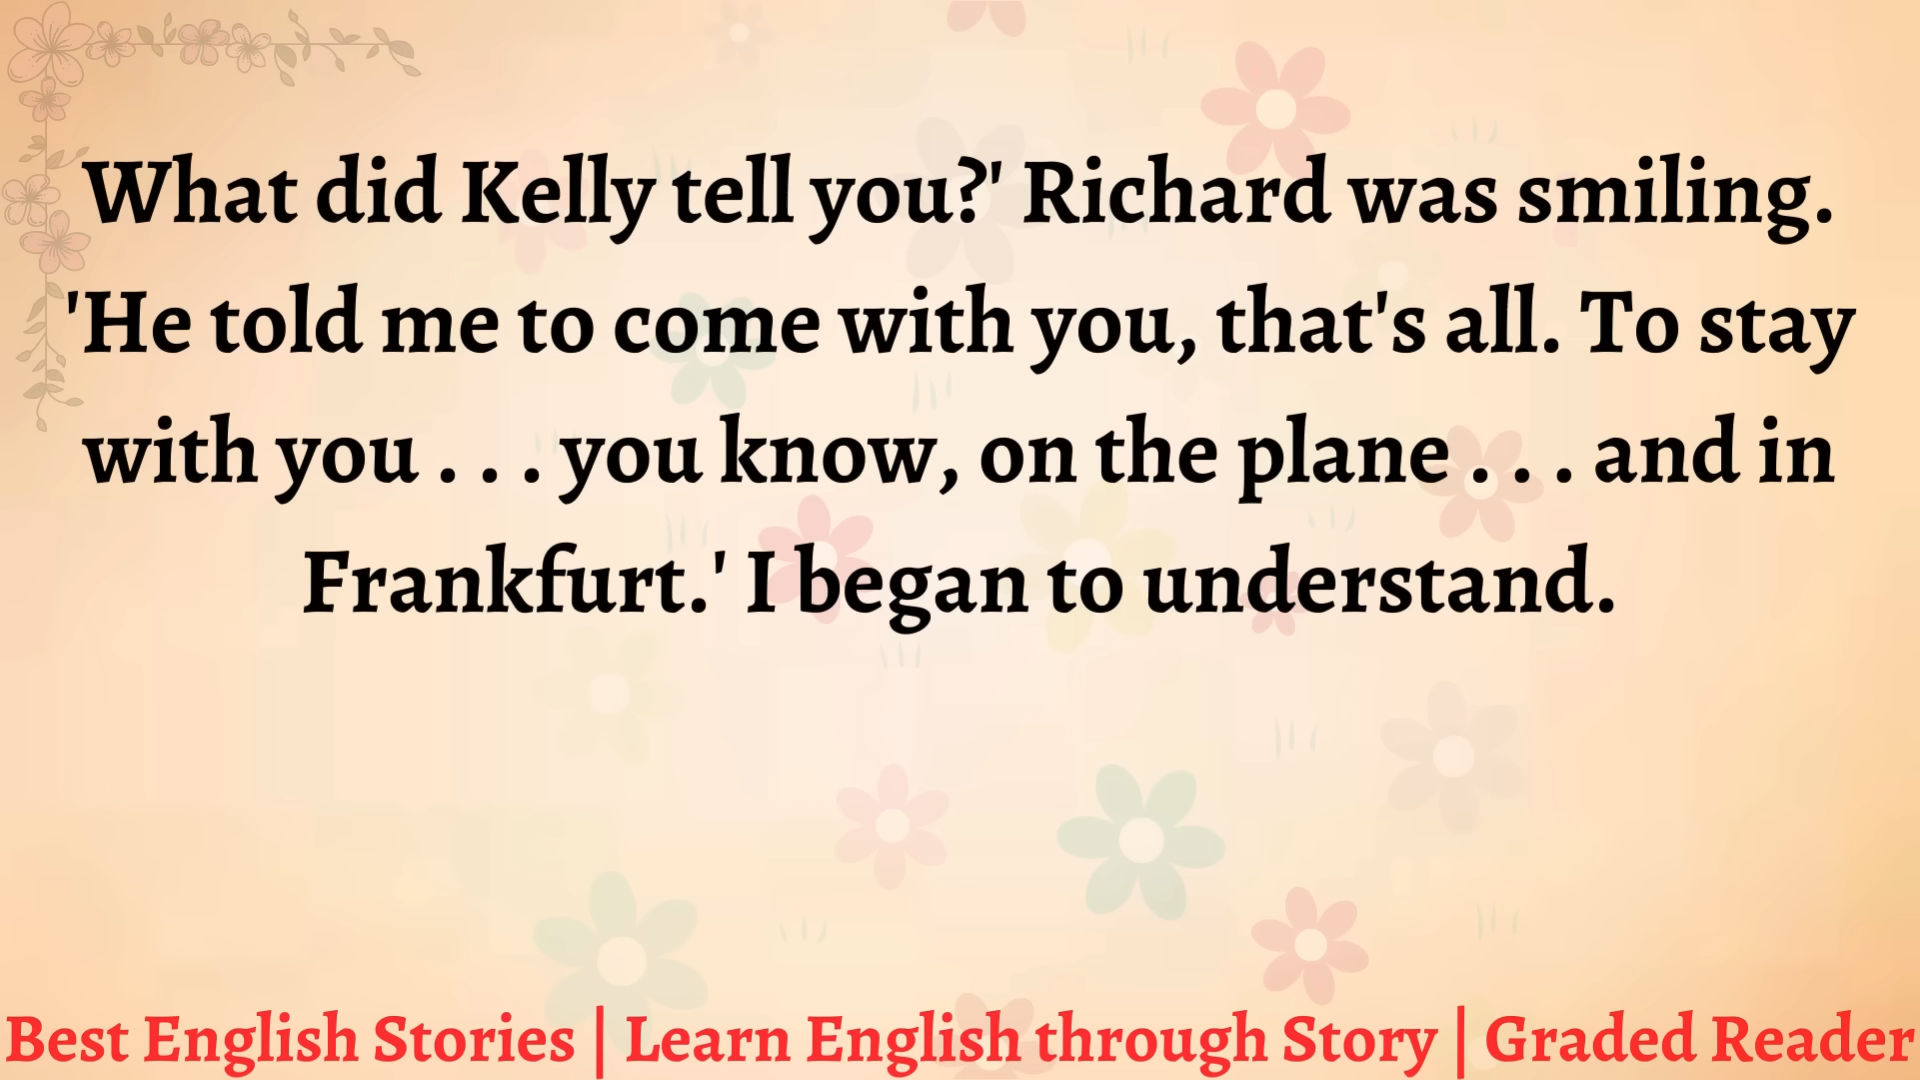 What did Kelly tell you?' Richard was smiling.
'He told me to come with you, that's all. To stay
with you . . . you know, on the plane . . . and in
Frankfurt.' I began to understand.
Best English Stories | Learn English through Story | Graded Reader